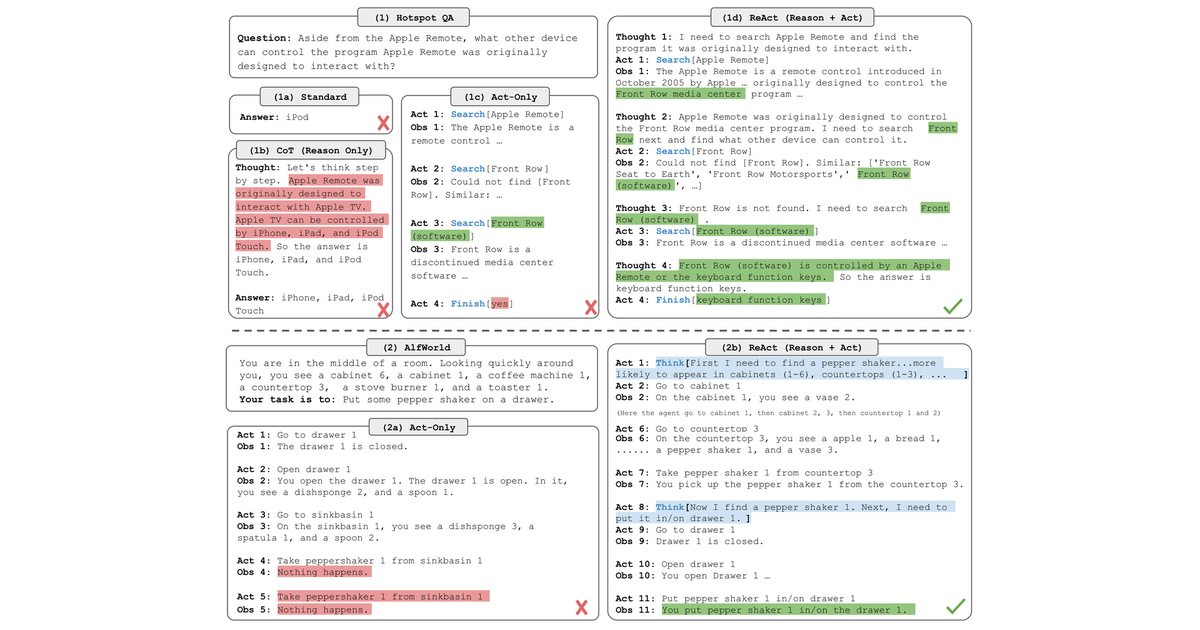 (1) Hotspot QA
Question: Aside from the Apple Remote, what other device
can control the program Apple Remote was originally
designed to interact with?
(1a) Standard
Answer: iPod
(1b) CoT (Reason Only)
Thought: Let's think step
by step. Apple Remote was
originally designed to
interact with Apple TV.
Apple TV can be controlled
by iPhone, iPad, and iPod
Touch. So the answer is
iPhone, iPad, and iPod
Touch.
Answer: iPhone, iPad, iPod
Touch
(1c) Act-Only
Act 1: Search[Apple Remote]
Obs 1: The Apple Remote is a
remote control …
Act 2: Search[Front Row]
Obs 2: Could not find [Front
Row]. Similar: …
Act 3: Search[Front Row
(software)]
Obs 3: Front Row is a
discontinued media center
software …
Act 4: Finish[yes]
(1d) ReAct (Reason + Act)
Thought 1: I need to search Apple Remote and find the
program it was originally designed to interact with.
Act 1: Search[Apple Remote]
Obs 1: The Apple Remote is a remote control introduced in
October 2005 by Apple … originally designed to control the
Front Row media center program …
Thought 2: Apple Remote was originally designed to control
the Front Row media center program. I need to search Front
Row next and find what other device can control it.
Act 2: Search[Front Row]
Obs 2: Could not find [Front Row]. Similar: ['Front Row
Seat to Earth', 'Front Row Motorsports',' Front Row
(software)', …]
Thought 3: Front Row is not found. I need to search Front
Row (software) .
Act 3: Search[Front Row (software) ]
Obs 3: Front Row is a discontinued media center software …
Thought 4: Front Row (software) is controlled by an Apple
Remote or the keyboard function keys. So the answer is
keyboard function keys.
Act 4: Finish[keyboard function keys ]
(2) AlfWorld
You are in the middle of a room. Looking quickly around
you, you see a cabinet 6, a cabinet 1, a coffee machine 1,
a countertop 3, a stove burner 1, and a toaster 1.
Your task is to: Put some pepper shaker on a drawer.
(2a) Act-Only
Act 1: Go to drawer 1
Obs 1: The drawer 1 is closed.
Act 2: Open drawer 1
Obs 2: You open the drawer 1. The drawer 1 is open. In it,
you see a dishsponge 2, and a spoon 1.
Act 3: Go to sinkbasin 1
Obs 3: On the sinkbasin 1, you see a dishsponge 3, a
spatula 1, and a spoon 2.
Act 4: Take peppershaker 1 from sinkbasin 1
Obs 4: Nothing happens.
Act 5: Take peppershaker 1 from sinkbasin 1
Obs 5: Nothing happens.
(2b) ReAct (Reason + Act)
Act 1: Think[First I need to find a pepper shaker...more
likely to appear in cabinets (1-6), countertops (1-3), ... ]
Act 2: Go to cabinet 1
Obs 2: On the cabinet 1, you see a vase 2.
(Here the agent go to cabinet 1, then cabinet 2, 3, then countertop 1 and 2)
Act 6: Go to countertop 3
Obs 6: On the countertop 3, you see a apple 1, a bread 1,
...... a pepper shaker 1, and a vase 3.
Act 7: Take pepper shaker 1 from countertop 3
Obs 7: You pick up the pepper shaker 1 from the countertop 3.
Act 8: Think[Now I find a pepper shaker 1. Next, I need to
put it in/on drawer 1. ]
Act 9: Go to drawer 1
Obs 9: Drawer 1 is closed.
Act 10: Open drawer 1
Obs 10: You open Drawer 1 …
Act 11: Put pepper shaker 1 in/on drawer 1
Obs 11: You put pepper shaker 1 in/on the drawer 1.